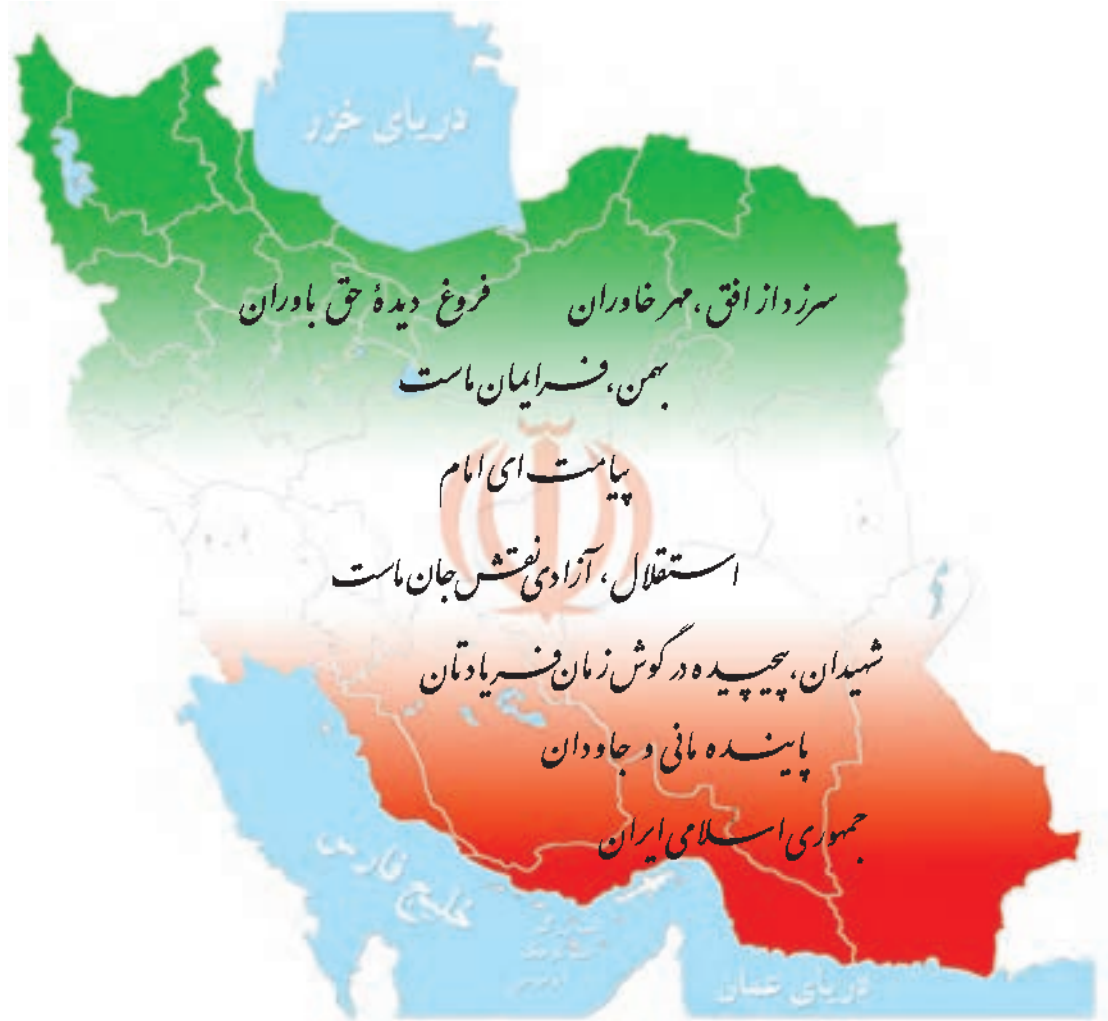 دریای خزر
سرزد از افق، مهر خاوران فروغ دیدهٔ حق باوران
بهمن، فر ایمان ماست
پیامت ای امام
استقلال، آزادی نقش جان ماست
شهیدان، پیچیده در گوش زمان فریادتان
پاینده مانی و جاودان
جمهوری اسلامی ایران
خلیج فارس
دریای عمان